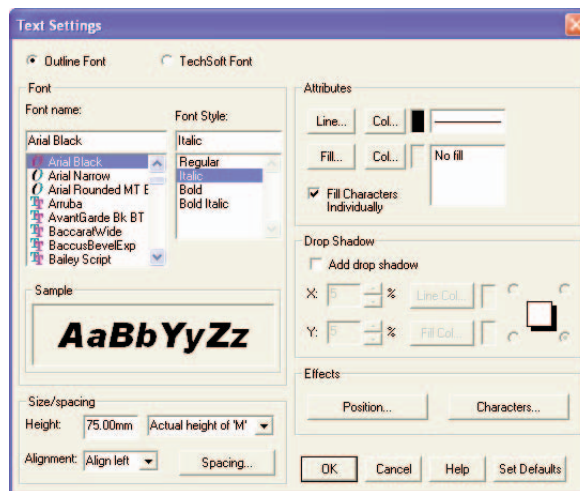 Text Settings
Outline Font
TechSoft Font
Font
Font name:
Font Style:
Arial Black
Italic
Arial Black
Arial Narrow
Arial Rounded MT E
Arruba
AvantGarde Bk BT
BaccaratWide
BaccusBevelExp
Bailey Script
Regular
Italic
Bold
Bold Italic
Sample
AaBbYyZz
Size/spacing
Height:
75.00mm
Actual height of 'M'
Alignment:
Align left
Spacing...
Attributes
Line...
Col...
Fill...
Col...
No fill
Fill Characters
Individually
Drop Shadow
Add drop shadow
X:
5
%
Line Col...
Y:
5
%
Fill Col...
Effects
Position...
Characters...
OK
Cancel
Help
Set Defaults